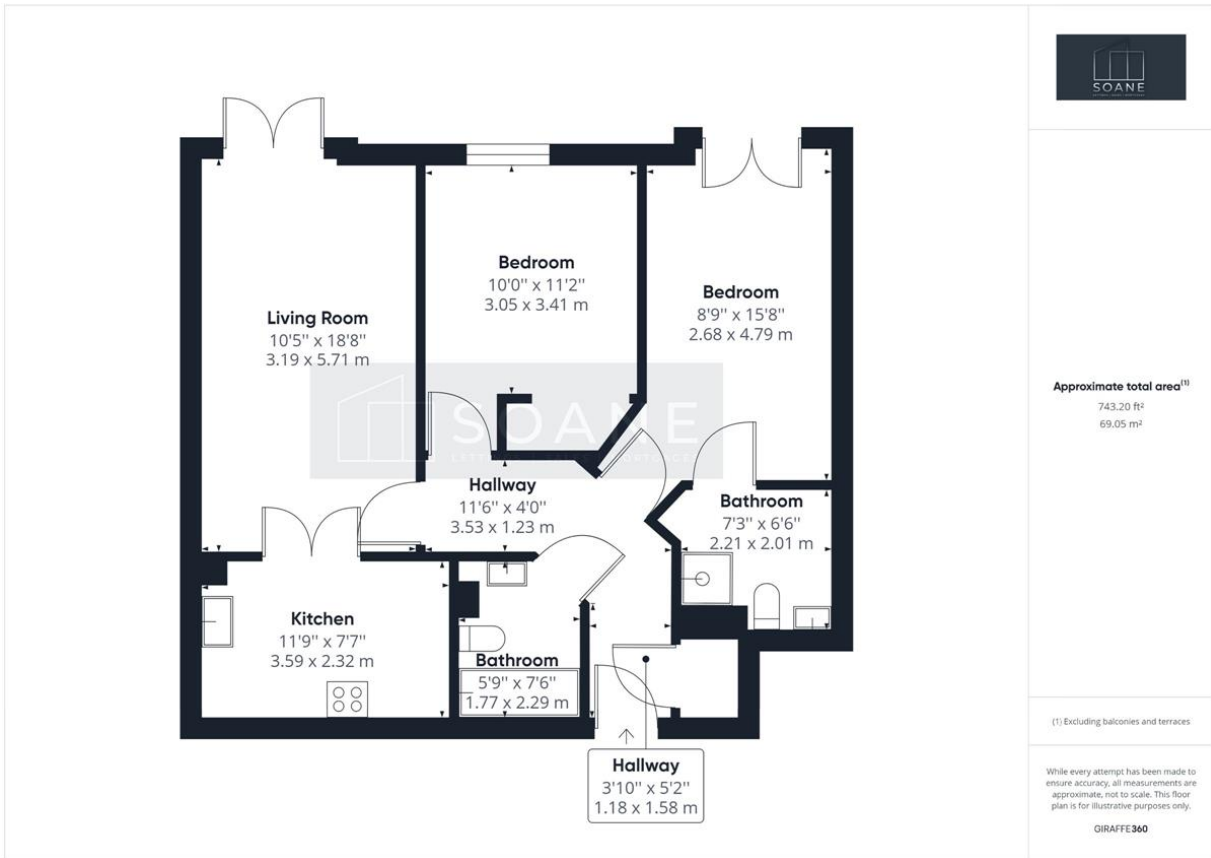 Living Room
10'5" x 18'8"
3.19 x 5.71 m
Bedroom
10'0" x 11'2"
3.05 x 3.41 m
Bedroom
8'9" x 15'8"
2.68 x 4.79 m
SOANE
Hallway
11'6" x 4'0"
3.53 x 1.23 m
Bathroom
7'3" x 6'6"
2.21 x 2.01 m
Kitchen
11'9" x 7'7"
3.59 x 2.32 m
Bathroom
5'9" x 7'6"
1.77 x 2.29 m
Hallway
3'10" x 5'2"
1.18 x 1.58 m
SOANE
Approximate total area(1)
743.20 ft²
69.05 m²
(1) Excluding balconies and terraces
While every attempt has been made to
ensure accuracy, all measurements are
approximate, not to scale. This floor
plan is for illustrative purposes only.
GIRAFFE360